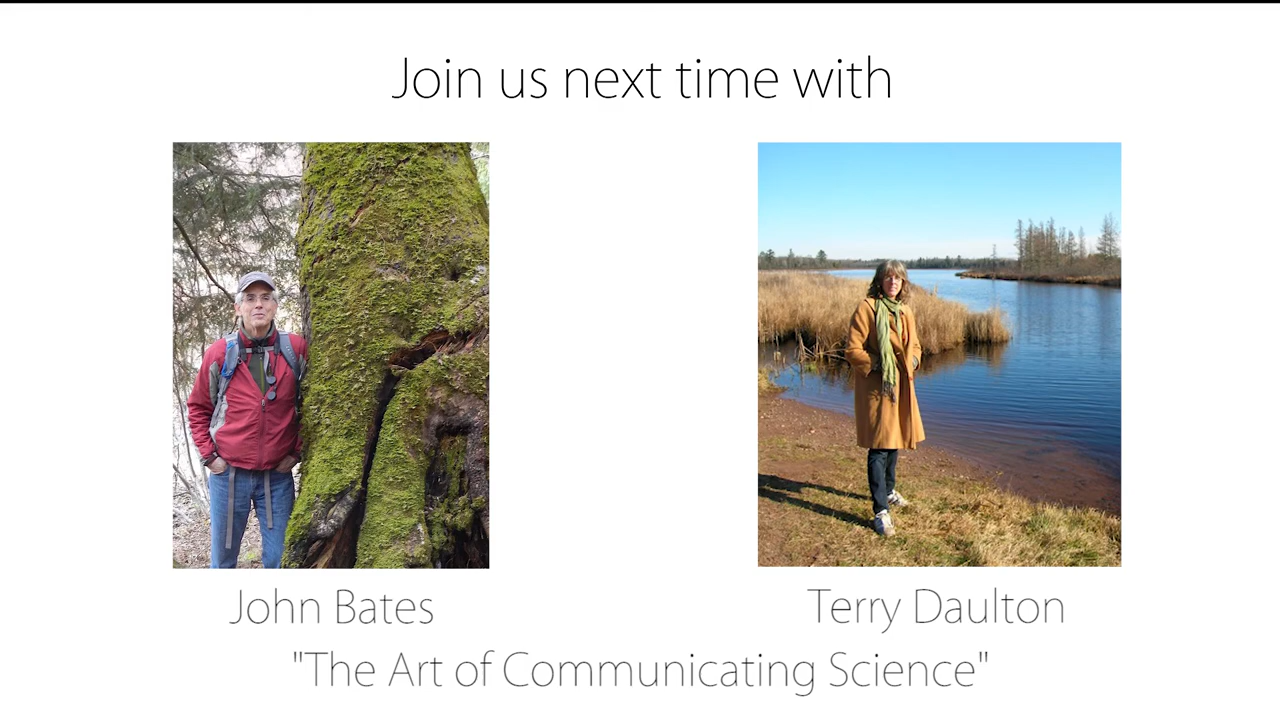 Join us next time with
John Bates
Terry Daulton
"The Art of Communicating Science"